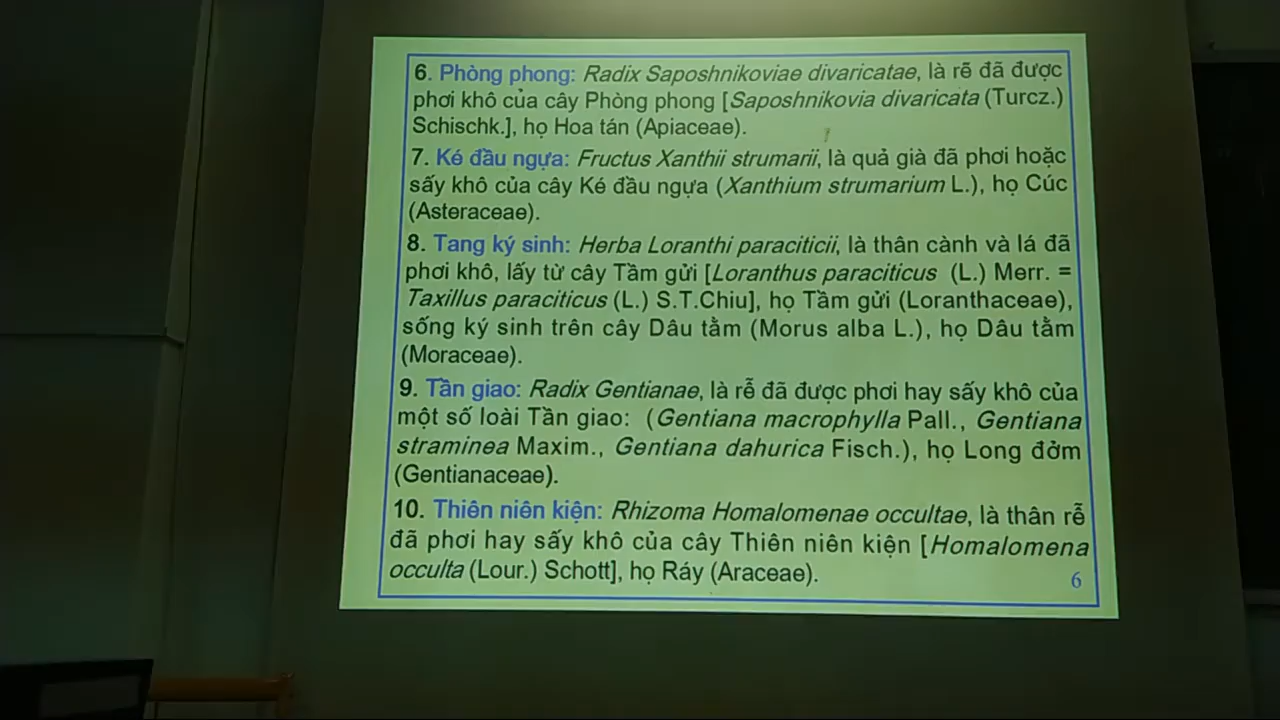 6. Phòng phong: Radix Saposhnikoviae divaricatae, là rễ đã được
phơi khô của cây Phòng phong [Saposhnikovia divaricata (Turcz.)
Schischk.], họ Hoa tán (Apiaceae).
7. Ké đầu ngựa: Fructus Xanthii strumarii, là quả già đã phơi hoặc
sấy khô của cây Ké đầu ngựa (Xanthium strumarium L.), họ Cúc
(Asteraceae).
8. Tang ký sinh: Herba Loranthi paraciticii, là thân cành và lá đã
phơi khô, lấy từ cây Tầm gửi [Loranthus paraciticus (L.) Merr. =
Taxillus paraciticus (L.) S.T.Chiu], họ Tầm gửi (Loranthaceae),
sống ký sinh trên cây Dâu tằm (Morus alba L.), họ Dâu tằm
(Moraceae).
9. Tần giao: Radix Gentianae, là rễ đã được phơi hay sấy khô của
một số loài Tần giao: (Gentiana macrophylla Pall., Gentiana
straminea Maxim., Gentiana dahurica Fisch.), họ Long đởm
(Gentianaceae).
10. Thiên niên kiện: Rhizoma Homalomenae occultae, là thân rễ
đã phơi hay sấy khô của cây Thiên niên kiện [Homalomena
occulta (Lour.) Schott], họ Ráy (Araceae).
6